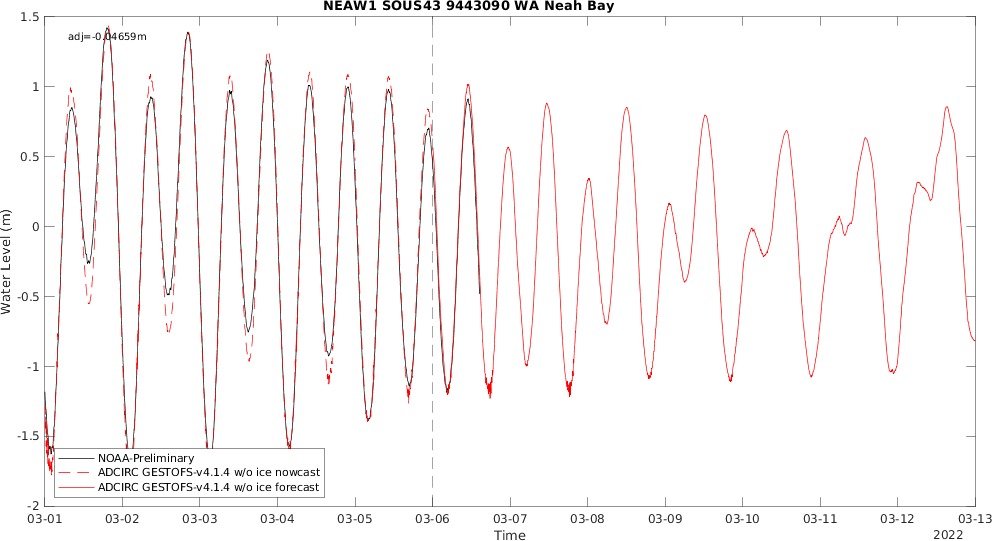 NEAW1 SOUS43 9443090 WA Neah Bay
adj=-0.04659m
1.5
1
0.5
0
-0.5
-1
-1.5
-2
Water Level (m)
NOAA-Preliminary
ADCIRC GESTOFS-v4.1.4 w/o ice nowcast
ADCIRC GESTOFS-v4.1.4 w/o ice forecast
03-01 03-02 03-03 03-04 03-05 03-06 03-07 03-08 03-09 03-10 03-11 03-12 03-13
Time
2022